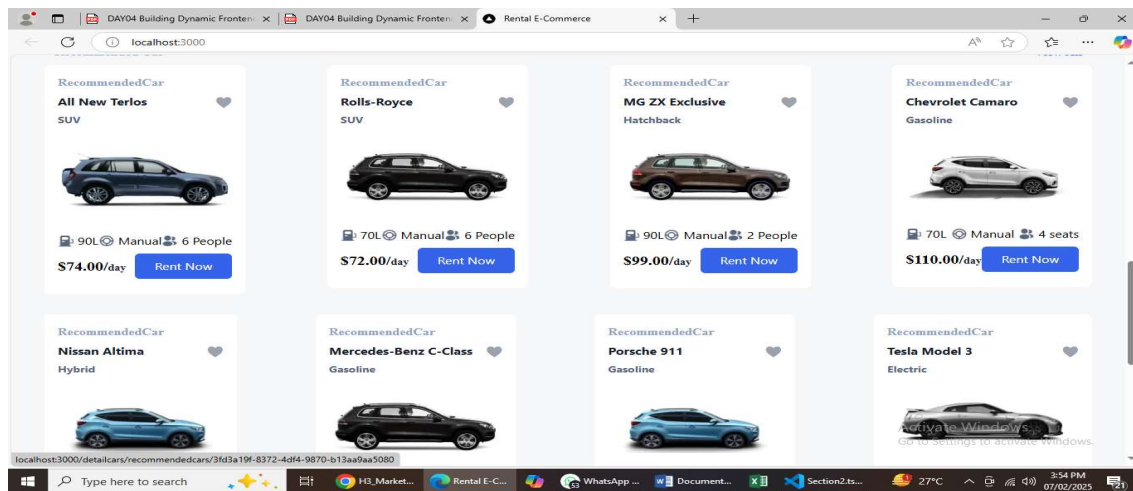 DAY04 Building Dynamic Fronten
DAY04 Building Dynamic Fronten
Rental E-Commerce
localhost:3000
RecommendedCar
All New Terlos
SUV
90L Manual 6 People
$74.00/day Rent Now
RecommendedCar
Rolls-Royce
SUV
70L Manual 6 People
$72.00/day Rent Now
RecommendedCar
MG ZX Exclusive
Hatchback
90L Manual 2 People
$99.00/day Rent Now
RecommendedCar
Chevrolet Camaro
Gasoline
70L Manual 4 seats
$110.00/day Rent Now
RecommendedCar
Nissan Altima
Hybrid
RecommendedCar
Mercedes-Benz C-Class
Gasoline
RecommendedCar
Porsche 911
Gasoline
RecommendedCar
Tesla Model 3
Electric
Activate Windows
Go to Settings to activate Windows.
localhost:3000/detailcars/recommendedcars/3fd3a19f-8372-4df4-9870-b13aa9aa5080
Type here to search
H3_Market...
Rental E-C...
WhatsApp ...
Document...
Section2.ts...
27°C
3:54 PM
07/02/2025